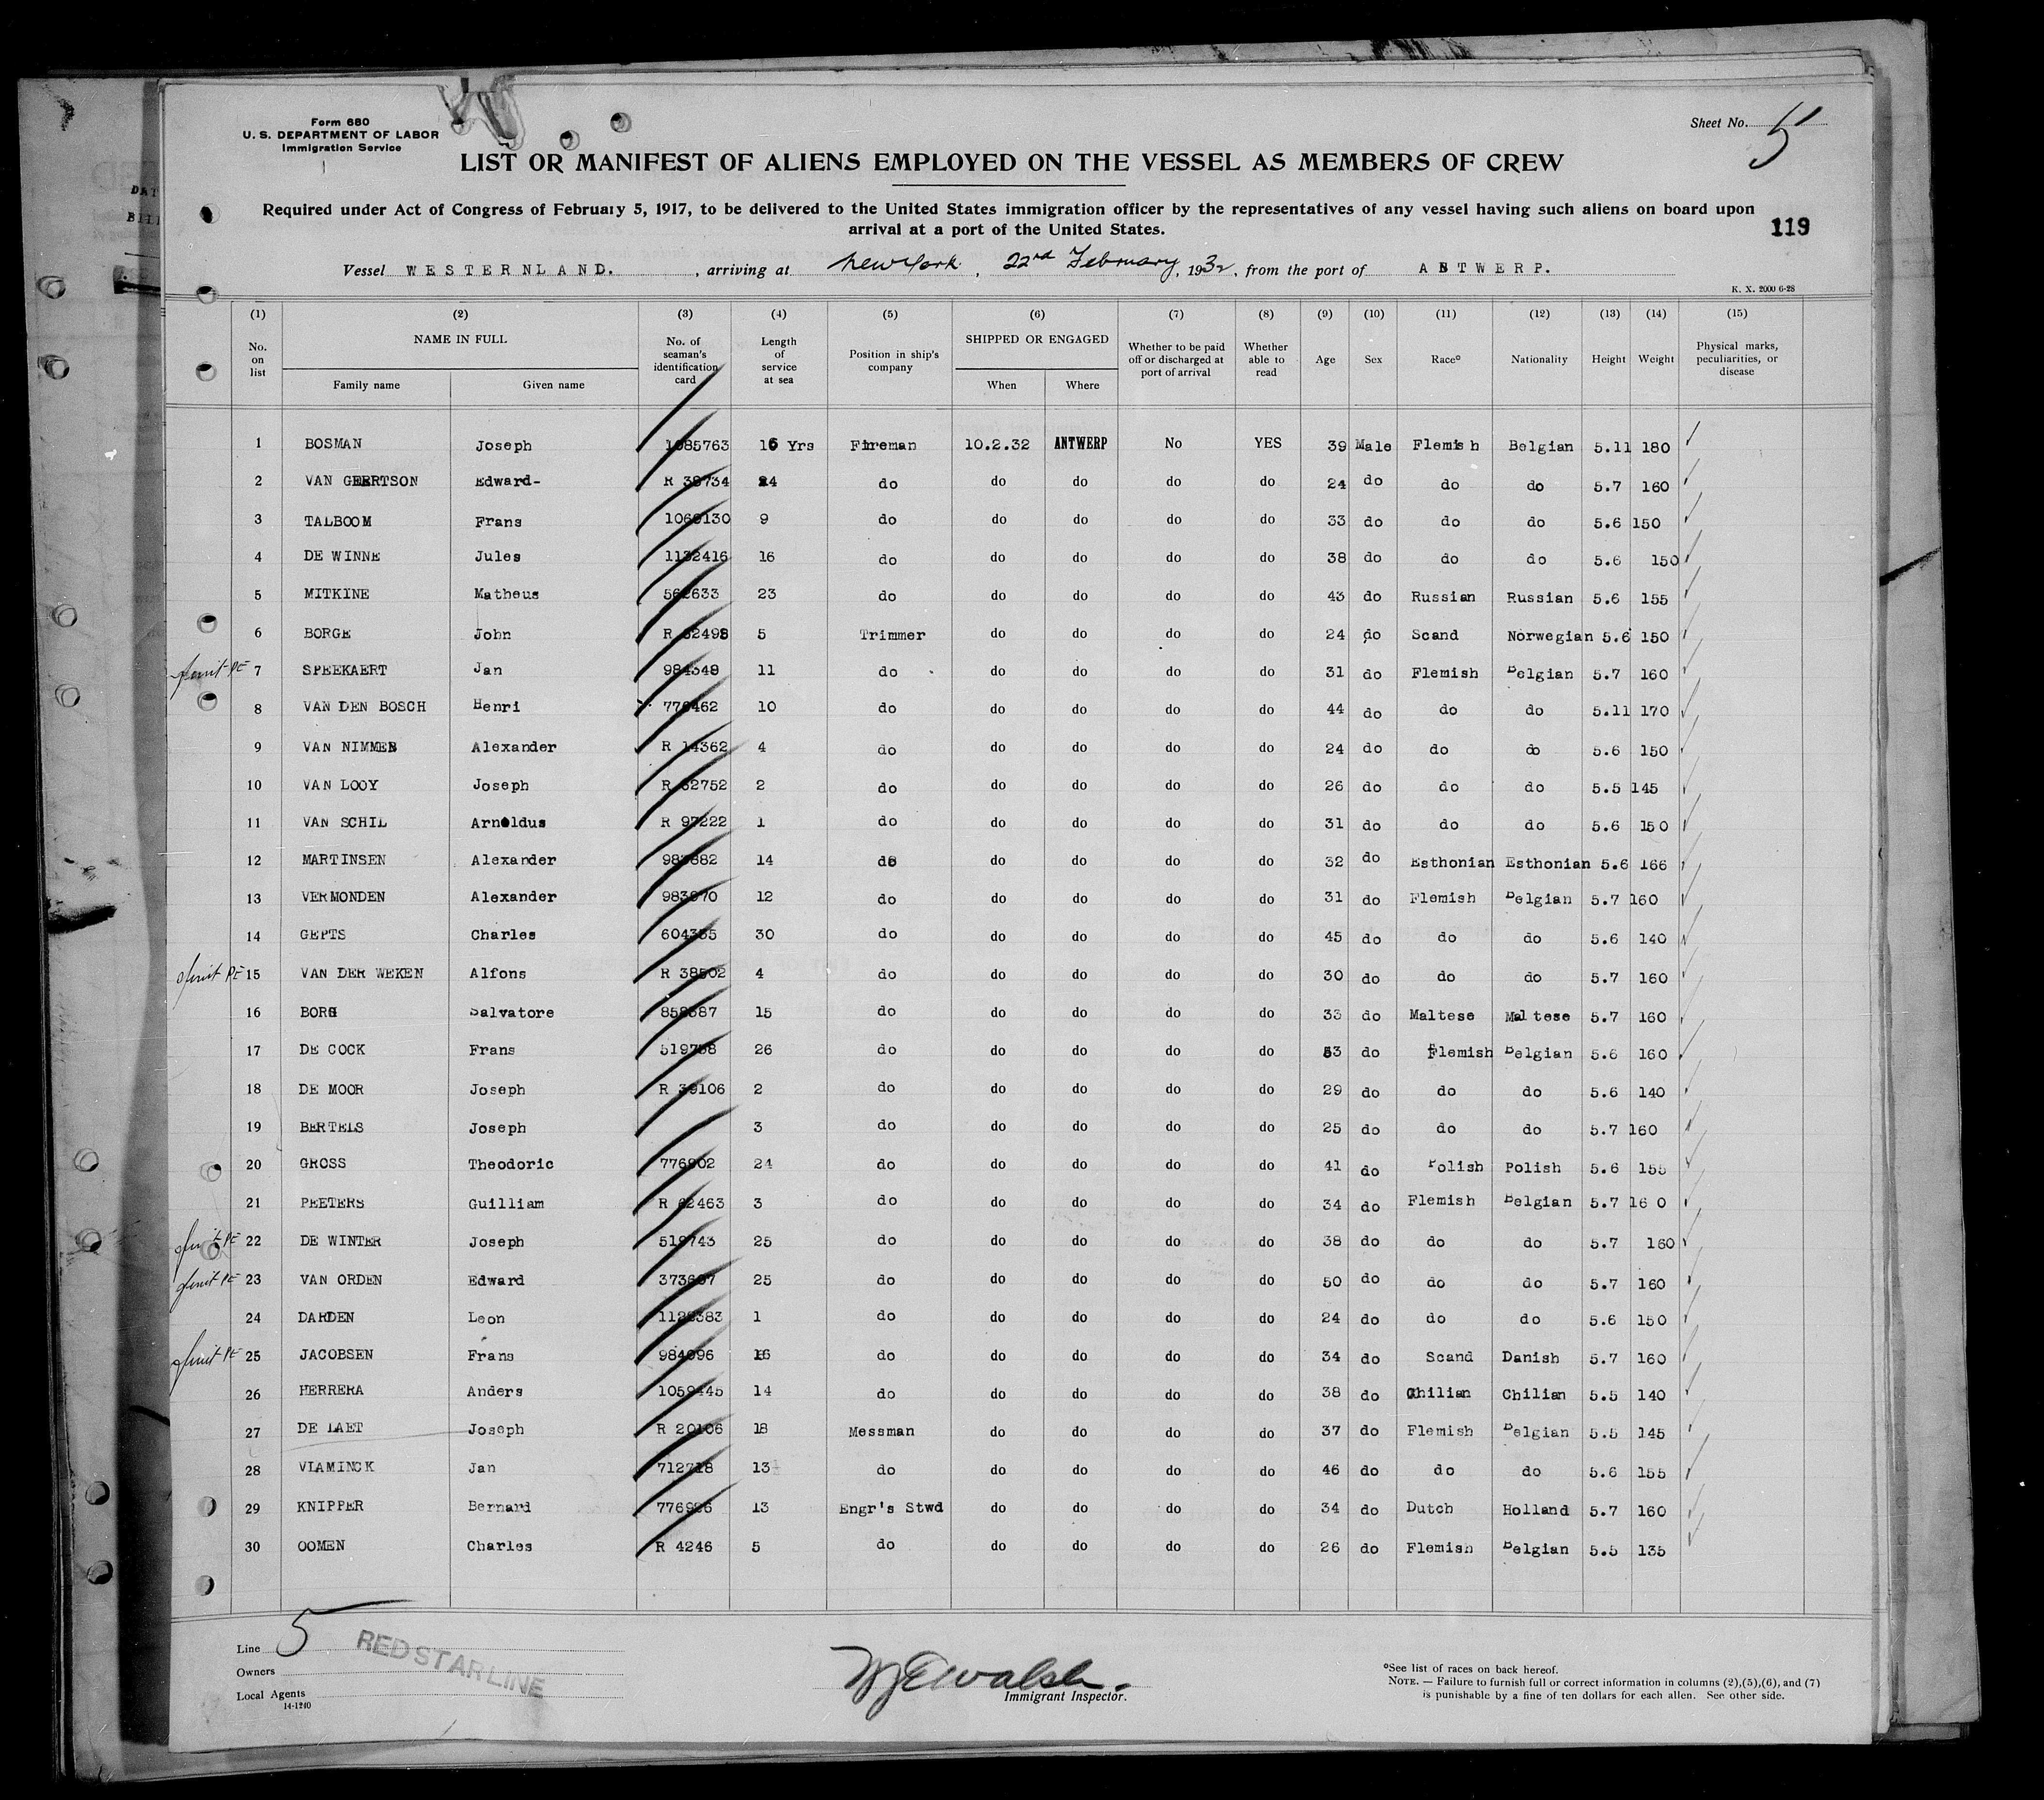 Form 680
U. S. DEPARTMENT OF LABOR
Immigration Service
Sheet No. 5
LIST OR MANIFEST OF ALIENS EMPLOYED ON THE VESSEL AS MEMBERS OF CREW
Required under Act of Congress of February 5, 1917, to be delivered to the United States immigration officer by the representatives of any vessel having such aliens on board upon
arrival at a port of the United States.
119
Vessel WESTERNLAND. , arriving at New York , 22nd February, 1932, from the port of ANTWERP.
K. X. 2000 6-28
(1) (2) (3) (4) (5) (6) (7) (8) (9) (10) (11) (12) (13) (14) (15)
No. on list NAME IN FULL Family name Given name No. of seaman's identification card Length of service at sea Position in ship's company SHIPPED OR ENGAGED When Where Whether to be paid off or discharged at port of arrival Whether able to read Age Sex Race° Nationality Height Weight Physical marks, peculiarities, or disease
1 BOSMAN Joseph 1085763 16 Yrs Fireman 10.2.32 ANTWERP No YES 39 Male Flemish Belgian 5.11 180
2 VAN GEERTSON Edward- R 38734 24 do do do do do 24 do do do 5.7 160
3 TALBOOM Frans 1060130 9 do do do do do 33 do do do 5.6 150
4 DE WINNE Jules 1132416 16 do do do do do 38 do do do 5.6 150
5 MITKINE Matheus 562633 23 do do do do do 43 do Russian Russian 5.6 155
6 BORGE John R 62498 5 Trimmer do do do do 24 do Scand Norwegian 5.6 150
7 SPEEKAERT Jan 984348 11 do do do do do 31 do Flemish Belgian 5.7 160
8 VAN DEN BOSCH Henri 776462 10 do do do do do 44 do do do 5.11 170
9 VAN NIMMEN Alexander R 14362 4 do do do do do 24 do do do 5.6 150
10 VAN LOOY Joseph R 62752 2 do do do do do 26 do do do 5.5 145
11 VAN SCHIL Arnoldus R 97222 1 do do do do do 31 do do do 5.6 150
12 MARTINSEN Alexander 14 do do do do do 32 do Esthonian Esthonian 5.6 166
13 VERMONDEN Alexander 12 do do do do do 31 do Flemish Belgian 5.7 160
14 GEPTS Charles 604335 30 do do do do do 45 do do do 5.6 140
15 VAN DER WEKEN Alfons R 38502 4 do do do do do 30 do do do 5.7 160
16 BORG Salvatore 15 do do do do do 33 do Maltese Maltese 5.7 160
17 DE COCK Frans 519758 26 do do do do do 53 do Flemish Belgian 5.6 160
18 DE MOOR Joseph R 39106 2 do do do do do 29 do do do 5.6 140
19 BERTELS Joseph 3 do do do do do 25 do do do 5.7 160
20 GROSS Theodoric 776902 24 do do do do do 41 do Polish Polish 5.6 155
21 PEETERS Guilliam R 62463 3 do do do do do 34 do Flemish Belgian 5.7 160
22 DE WINTER Joseph 519743 25 do do do do do 38 do do do 5.7 160
23 VAN ORDEN Edward 25 do do do do do 50 do do do 5.7 160
24 DARDEN Leon 1 do do do do do 24 do do do 5.6 150
25 JACOBSEN Frans 984096 16 do do do do do 34 do Scand Danish 5.7 160
26 HERRERA Anders 1059445 14 do do do do do 38 do Chilian Chilian 5.5 140
27 DE LAET Joseph R 20106 18 Messman do do do do 37 do Flemish Belgian 5.5 145
28 VLAMINCK Jan 712718 13 do do do do do 46 do do do 5.6 155
29 KNIPPER Bernard 776926 13 Engr's Stwd do do do do 34 do Dutch Holland 5.7 160
30 OOMEN Charles R 4246 5 do do do do do 26 do Flemish Belgian 5.5 135
Line 5
RED STAR LINE
Owners
Local Agents
14-1240
W J E Walsh.
Immigrant Inspector.
°See list of races on back hereof.
NOTE. — Failure to furnish full or correct information in columns (2),(5),(6), and (7)
is punishable by a fine of ten dollars for each alien. See other side.